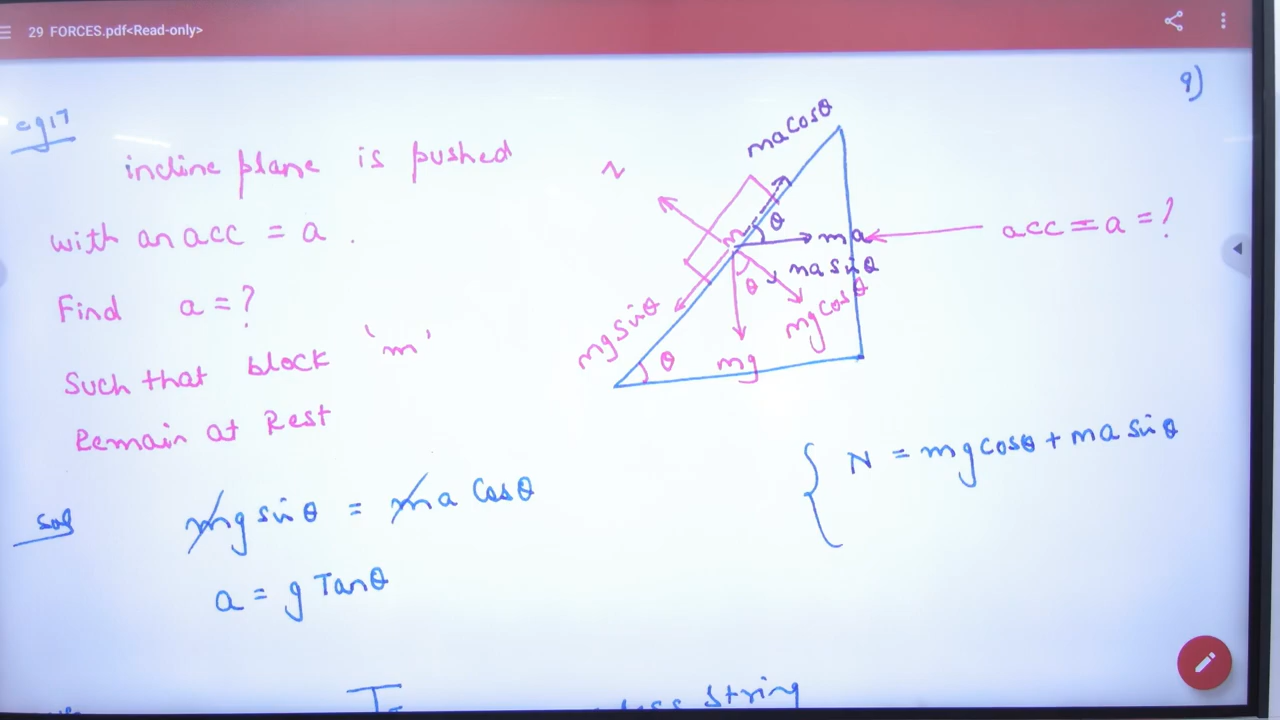 29 FORCES.pdf<Read-only>
9)
eg17
incline plane is pushed
with an acc = a .
Find a = ?
Such that block 'm'
Remain at Rest
N
ma cosθ
m
θ
ma
acc = a = ?
ma sinθ
θ
mg cosθ
mg sinθ
θ
mg
Sol
mg sinθ = ma Cosθ
a = g Tanθ
N = mg cosθ + ma sinθ
string